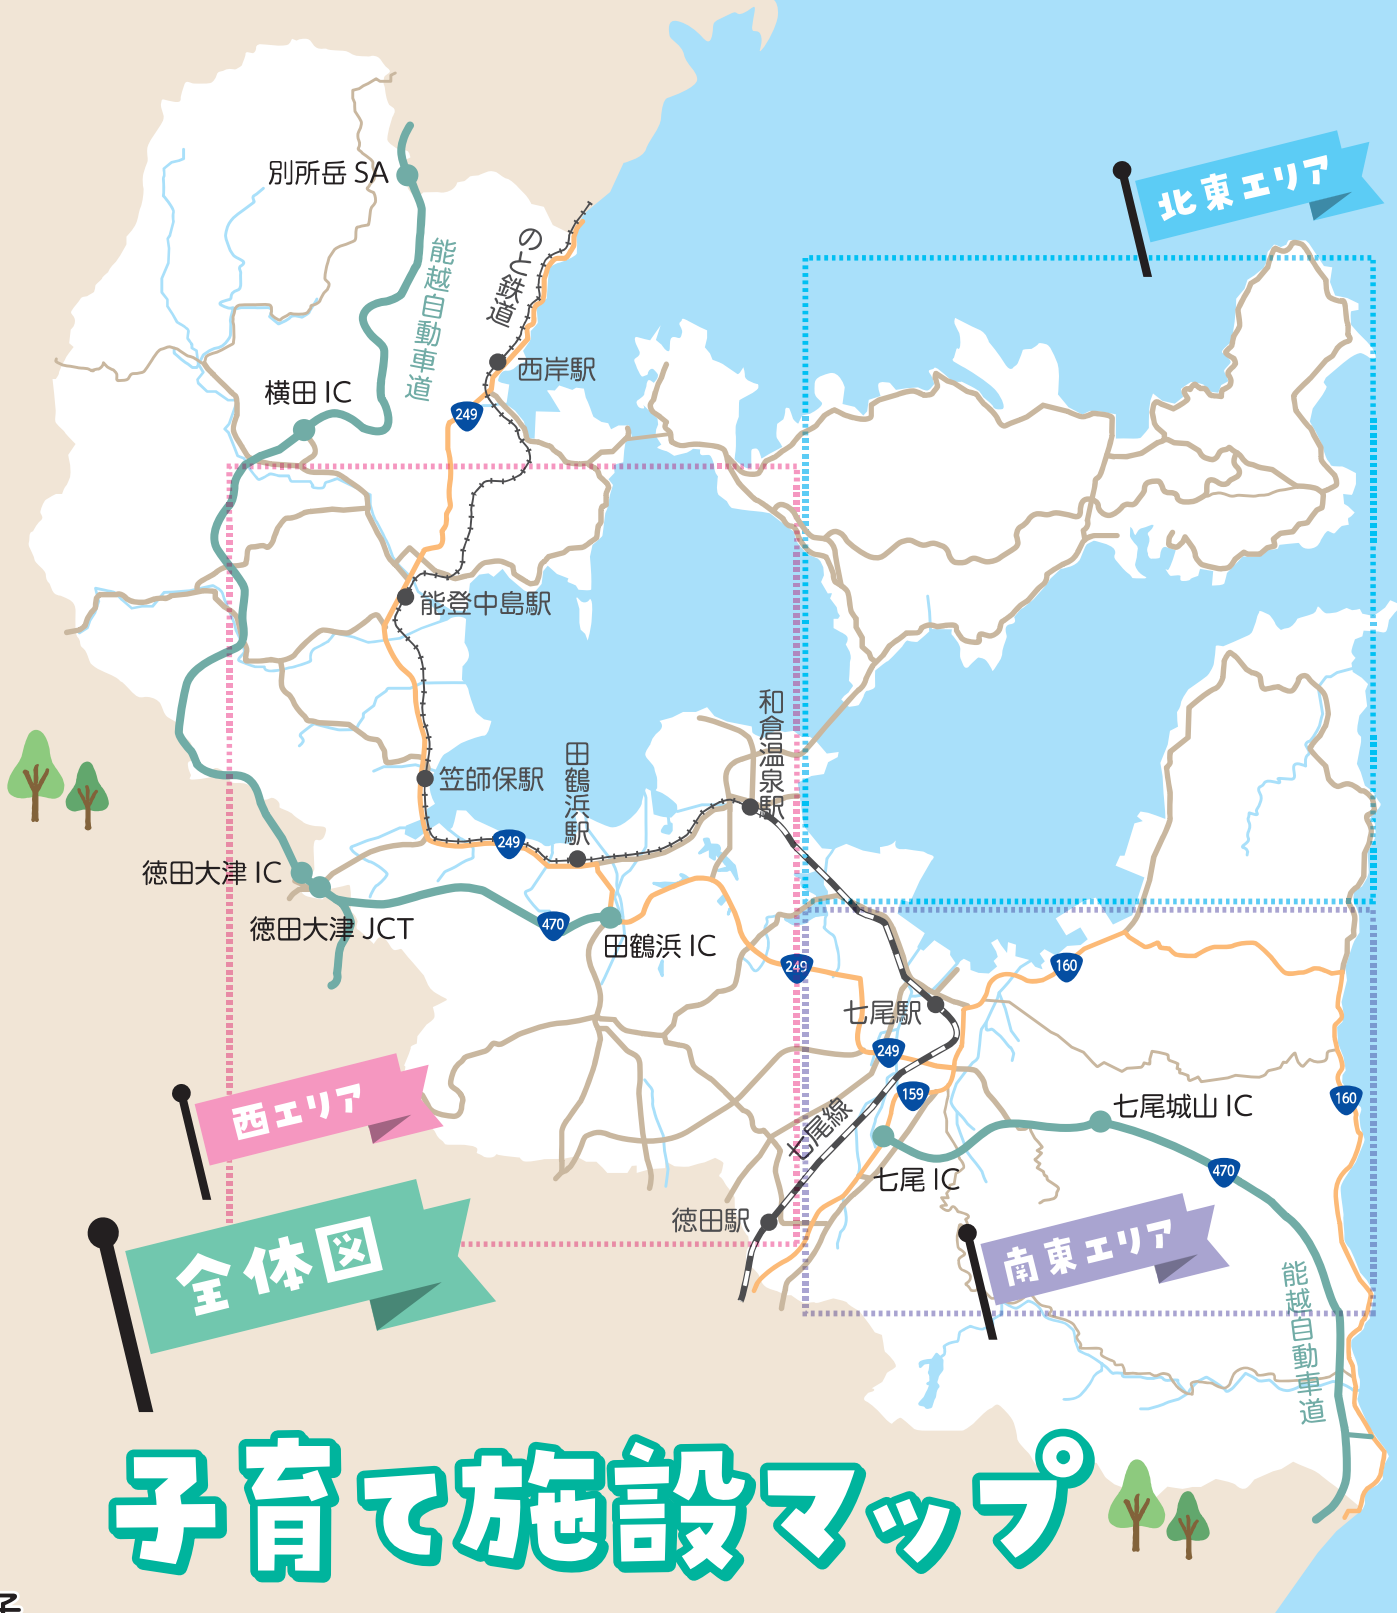 北東エリア
別所岳 SA
能越自動車道
のと鉄道
西岸駅
横田 IC
249
能登中島駅
和倉温泉駅
田鶴浜駅
笠師保駅
249
徳田大津 IC
徳田大津 JCT
470
田鶴浜 IC
249
160
七尾駅
249
159
160
七尾城山 IC
七尾線
七尾 IC
470
西エリア
徳田駅
南東エリア
全体図
能越自動車道
子育て施設マップ